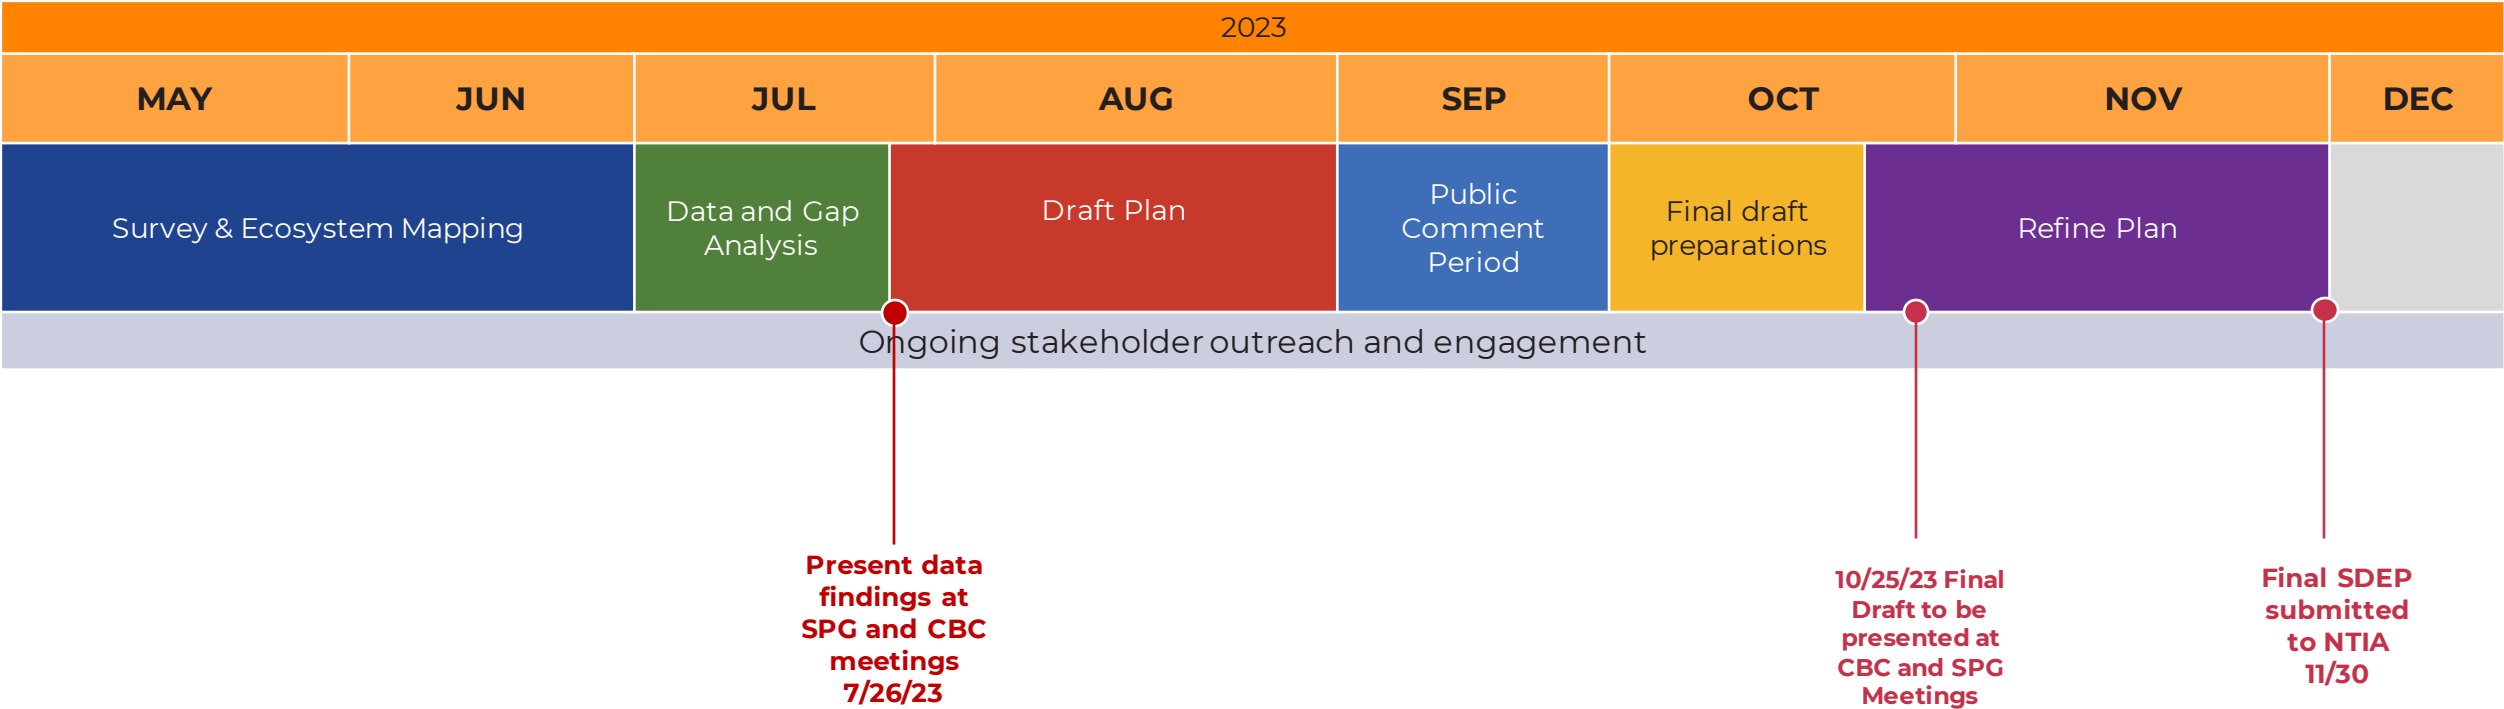 2023
MAY
JUN
JUL
AUG
SEP
OCT
NOV
DEC
Survey & Ecosystem Mapping
Data and Gap
Analysis
Draft Plan
Public
Comment
Period
Final draft
preparations
Refine Plan
Ongoing stakeholder outreach and engagement
Present data
findings at
SPG and CBC
meetings
7/26/23
10/25/23 Final
Draft to be
presented at
CBC and SPG
Meetings
Final SDEP
submitted
to NTIA
11/30